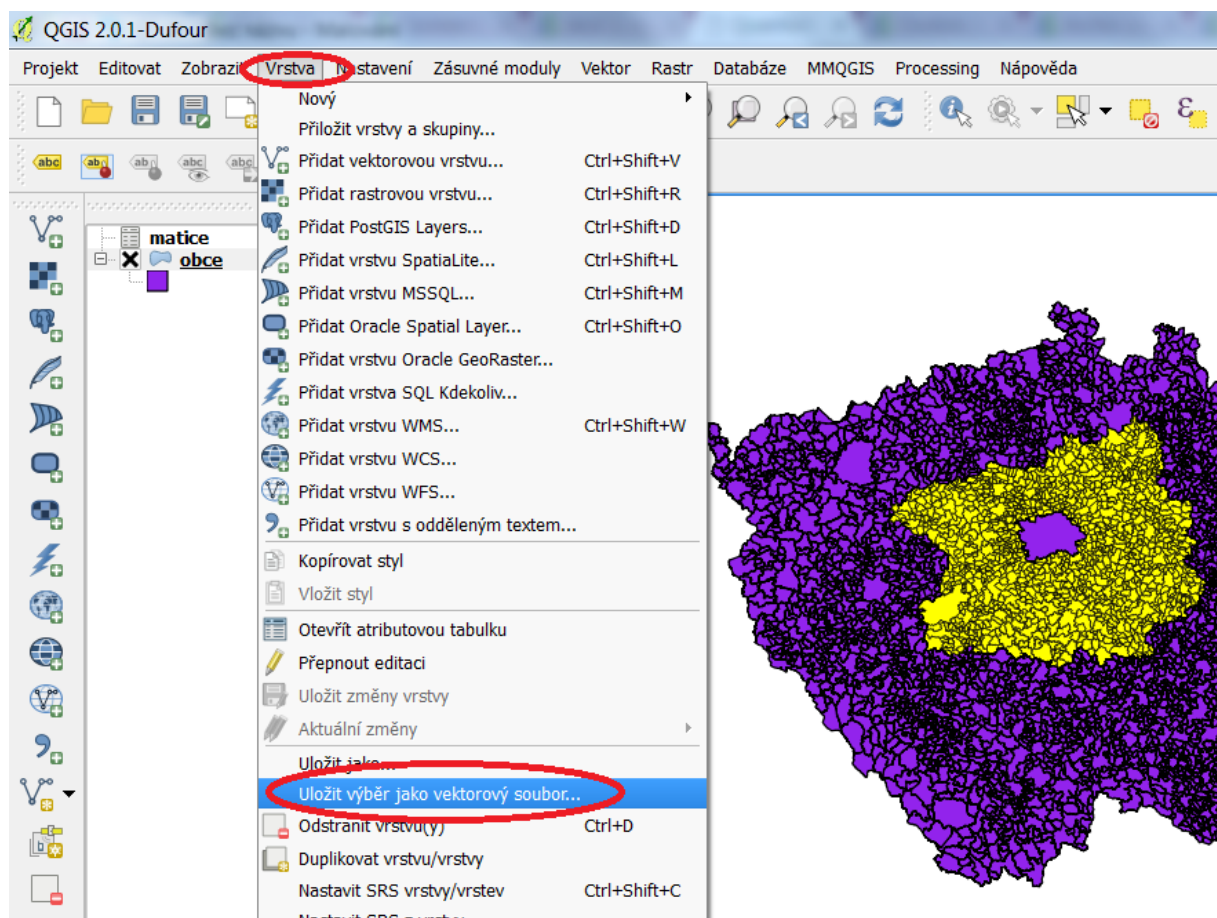 QGIS 2.0.1-Dufour
Projekt Editovat Zobrazit Vrstva Nastavení Zásuvné moduly Vektor Rastr Databáze MMQGIS Processing Nápověda
abc ab ab abc abc
matice
obce
Nový
Přiložit vrstvy a skupiny...
Přidat vektorovou vrstvu... Ctrl+Shift+V
Přidat rastrovou vrstvu... Ctrl+Shift+R
Přidat PostGIS Layers... Ctrl+Shift+D
Přidat vrstvu SpatiaLite... Ctrl+Shift+L
Přidat vrstvu MSSQL... Ctrl+Shift+M
Přidat Oracle Spatial Layer... Ctrl+Shift+O
Přidat vrstvu Oracle GeoRaster...
Přidat vrstva SQL Kdekoliv...
Přidat vrstvu WMS... Ctrl+Shift+W
Přidat vrstvu WCS...
Přidat vrstvu WFS...
Přidat vrstvu s odděleným textem...
Kopírovat styl
Vložit styl
Otevřít atributovou tabulku
Přepnout editaci
Uložit změny vrstvy
Aktuální změny
Uložit jako...
Uložit výběr jako vektorový soubor...
Odstranit vrstvu(y) Ctrl+D
Duplikovat vrstvu/vrstvy
Nastavit SRS vrstvy/vrstev Ctrl+Shift+C